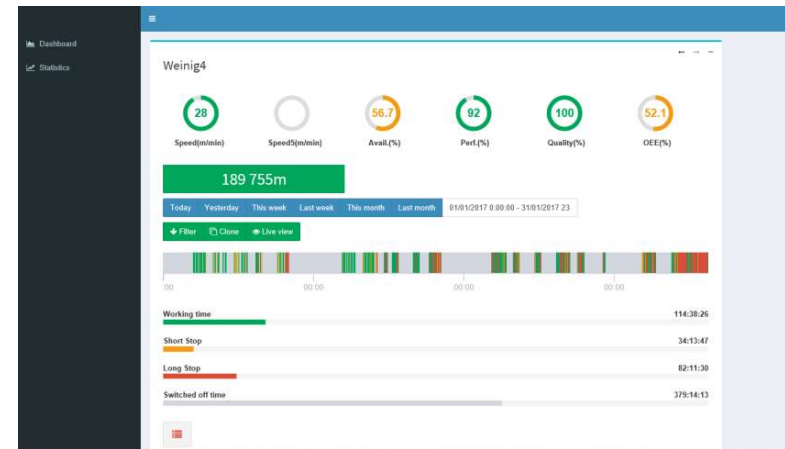 Dashboard
Statistics
Weinig4
28 56.7 92 100 52.1
Speed(m/min) Speed5(m/min) Avail.(%) Perf.(%) Quality(%) OEE(%)
189 755m
Today Yesterday This week Last week This month Last month 01/01/2017 0:00:00 - 31/01/2017 23
Filter Clone Live view
00 00:00 00:00 00:00
Working time 114:38:26
Short Stop 34:13:47
Long Stop 82:11:30
Switched off time 379:14:13